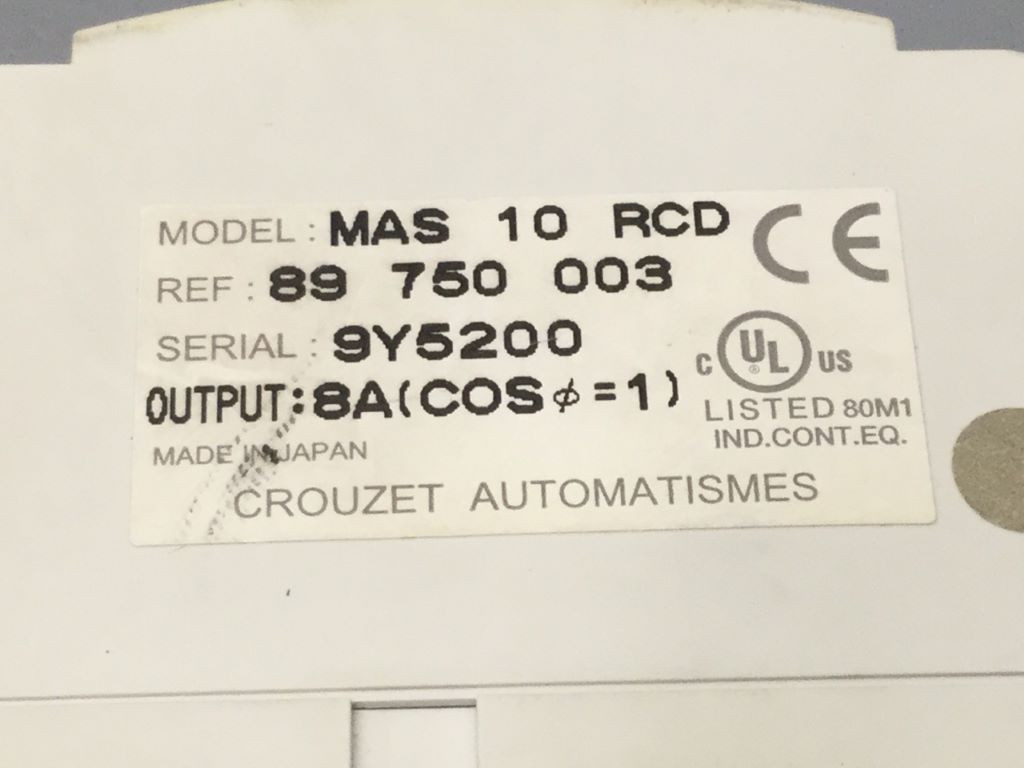 MODEL : MAS 10 RCD
REF : 89 750 003
SERIAL : 9Y5200
OUTPUT: 8A(COS ϕ =1)
MADE IN JAPAN
CROUZET AUTOMATISMES
CE
C UL ® US
LISTED 80M1
IND.CONT.EQ.